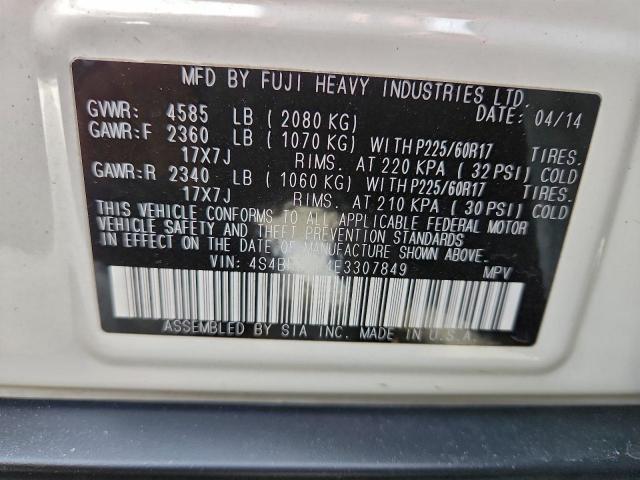 MFD BY FUJI HEAVY INDUSTRIES LTD.
DATE: 04/14
GVWR: 4585 LB ( 2080 KG)
GAWR:F 2360 LB ( 1070 KG) WITH P225/60R17 TIRES.
17X7J RIMS. AT 220 KPA ( 32 PSI) COLD
GAWR:R 2340 LB ( 1060 KG) WITH P225/60R17 TIRES.
17X7J RIMS. AT 210 KPA ( 30 PSI) COLD
THIS VEHICLE CONFORMS TO ALL APPLICABLE FEDERAL MOTOR
VEHICLE SAFETY AND THEFT PREVENTION STANDARDS
IN EFFECT ON THE DATE OF MANUFACTURE SHOWN ABOVE.
VIN: MPV
ASSEMBLED BY SIA INC. MADE IN U.S.A.